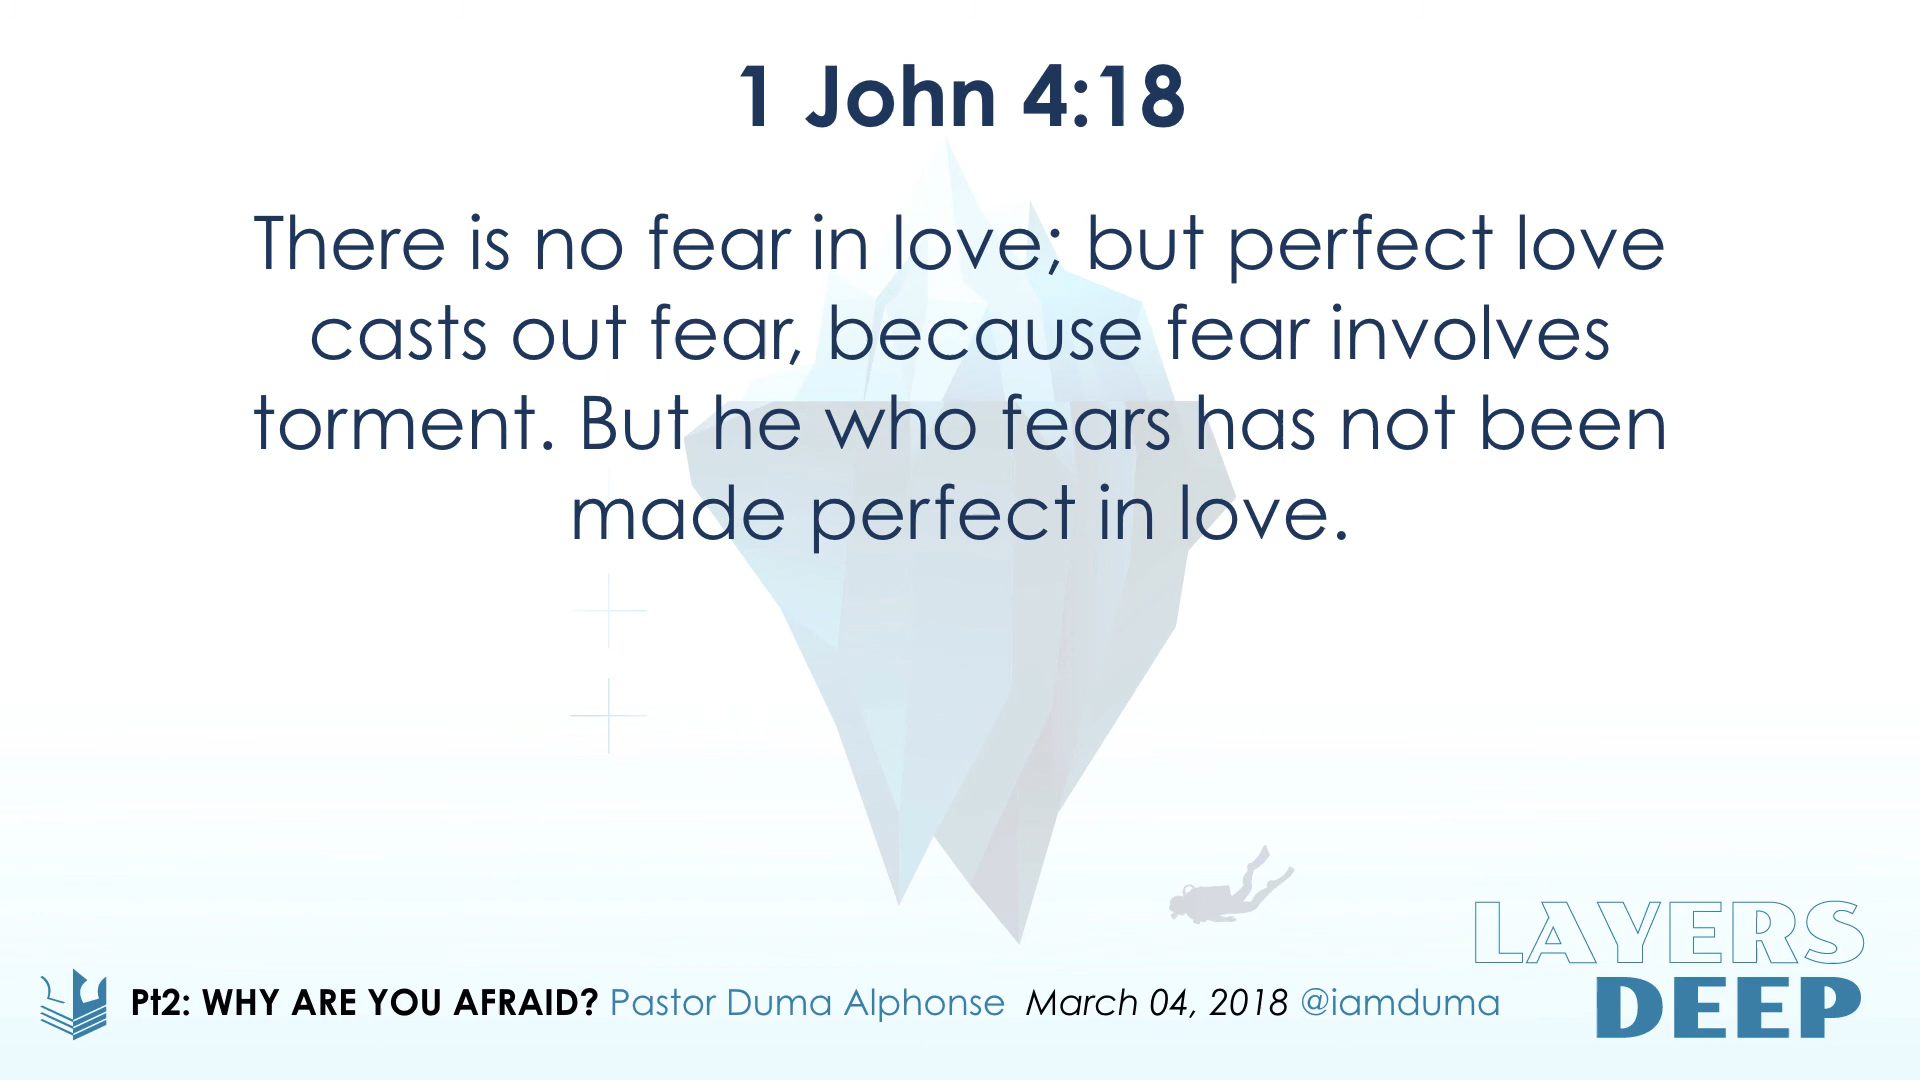 1 John 4:18
There is no fear in love; but perfect love
casts out fear, because fear involves
torment. But he who fears has not been
made perfect in love.
LAYERS
DEEP
Pt2: WHY ARE YOU AFRAID? Pastor Duma Alphonse March 04, 2018 @iamduma